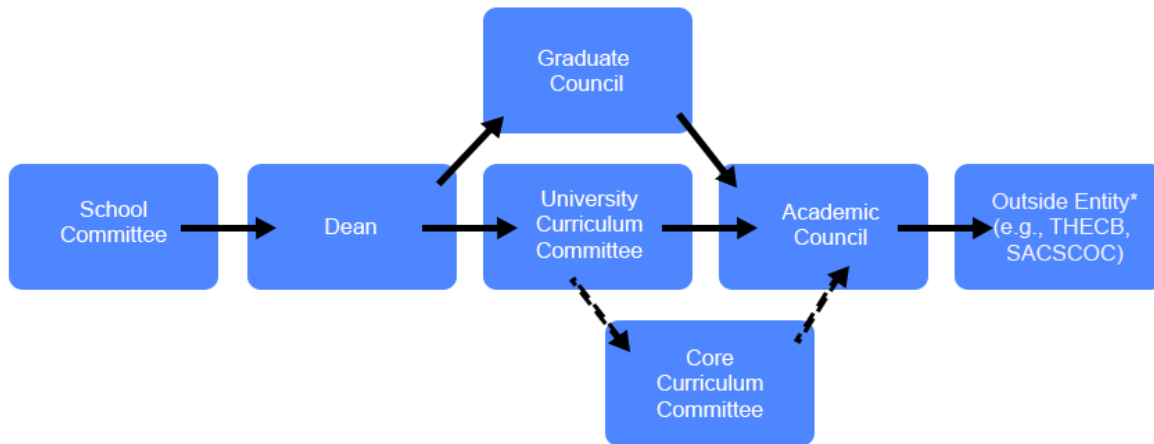 Graduate
Council
School
Committee
Dean
University
Curriculum
Committee
Academic
Council
Outside Entity*
(e.g., THECB,
SACSCOC)
Core
Curriculum
Committee